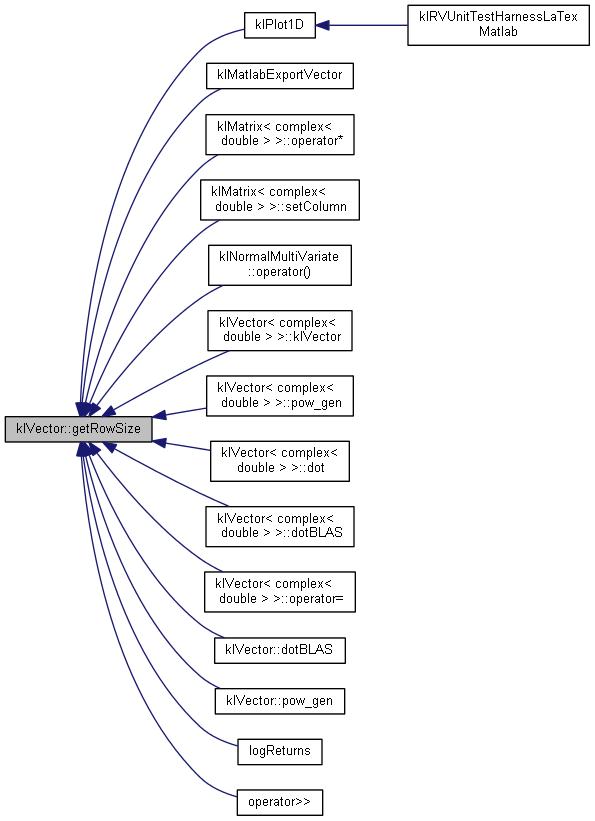 klPlot1D
klRVUnitTestHarnessLaTex
Matlab
klMatlabExportVector
klMatrix< complex<
double > >::operator*
klMatrix< complex<
double > >::setColumn
klNormalMultiVariate
::operator()
klVector< complex<
double > >::klVector
klVector< complex<
double > >::pow_gen
klVector::getRowSize
klVector< complex<
double > >::dot
klVector< complex<
double > >::dotBLAS
klVector< complex<
double > >::operator=
klVector::dotBLAS
klVector::pow_gen
logReturns
operator>>